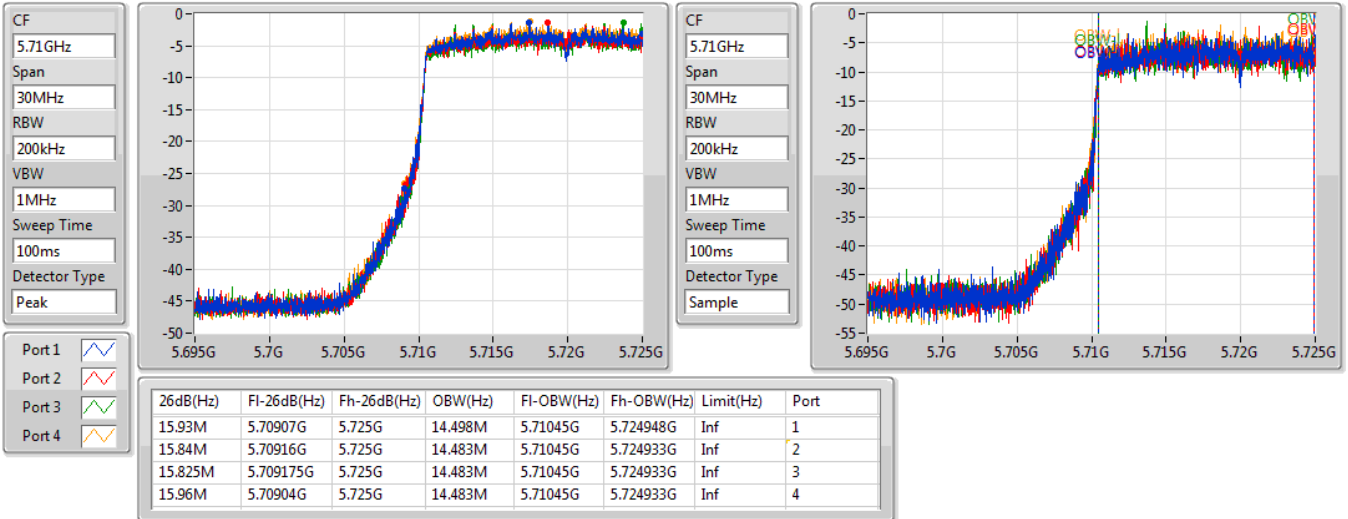 CF
5.71GHz
Span
30MHz
RBW
200kHz
VBW
1MHz
Sweep Time
100ms
Detector Type
Peak
0
-5
-10
-15
-20
-25
-30
-35
-40
-45
-50
5.695G 5.7G 5.705G 5.71G 5.715G 5.72G 5.725G
CF
5.71GHz
Span
30MHz
RBW
200kHz
VBW
1MHz
Sweep Time
100ms
Detector Type
Sample
0
-5
-10
-15
-20
-25
-30
-35
-40
-45
-50
-55
5.695G 5.7G 5.705G 5.71G 5.715G 5.72G 5.725G
OBW
OBW
OBW
OBV
OBV
Port 1
Port 2
Port 3
Port 4
26dB(Hz) Fl-26dB(Hz) Fh-26dB(Hz) OBW(Hz) Fl-OBW(Hz) Fh-OBW(Hz) Limit(Hz) Port
15.93M 5.70907G 5.725G 14.498M 5.71045G 5.724948G Inf 1
15.84M 5.70916G 5.725G 14.483M 5.71045G 5.724933G Inf 2
15.825M 5.709175G 5.725G 14.483M 5.71045G 5.724933G Inf 3
15.96M 5.70904G 5.725G 14.483M 5.71045G 5.724933G Inf 4